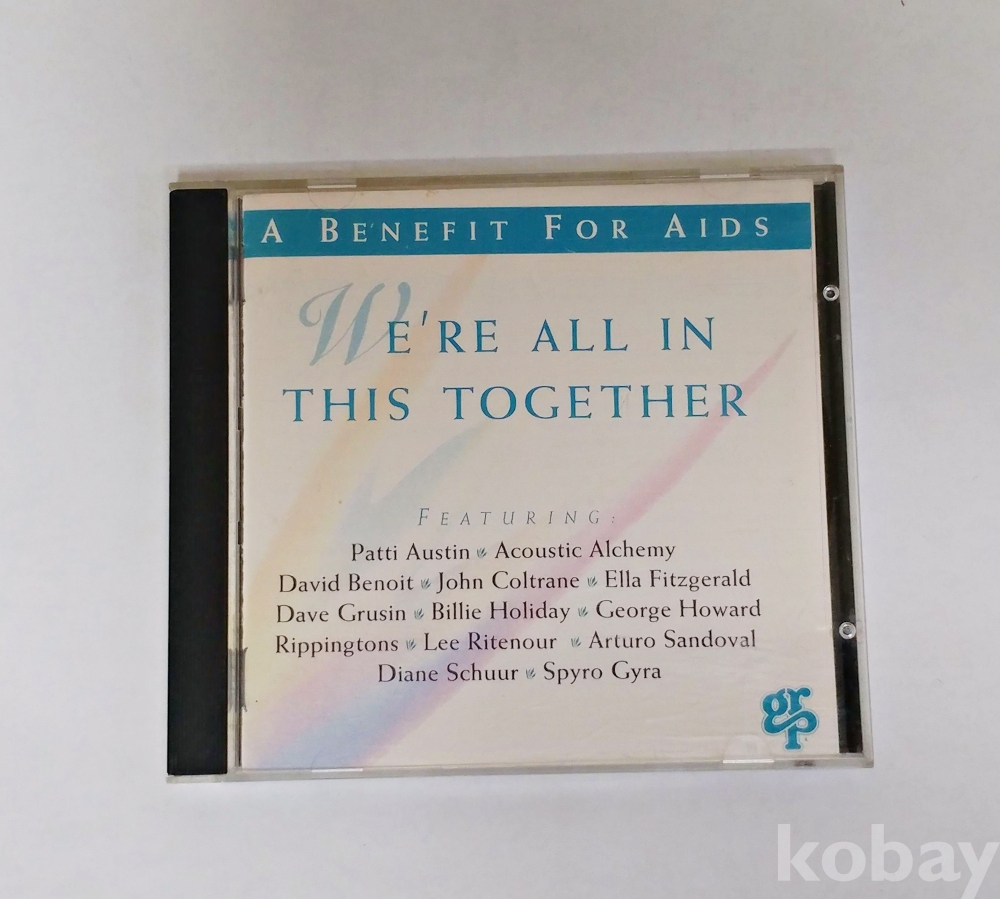 A BENEFIT FOR AIDS
WE'RE ALL IN
THIS TOGETHER
FEATURING:
Patti Austin Acoustic Alchemy
David Benoit John Coltrane Ella Fitzgerald
Dave Grusin Billie Holiday George Howard
Rippingtons Lee Ritenour Arturo Sandoval
Diane Schuur Spyro Gyra
grp
kobay